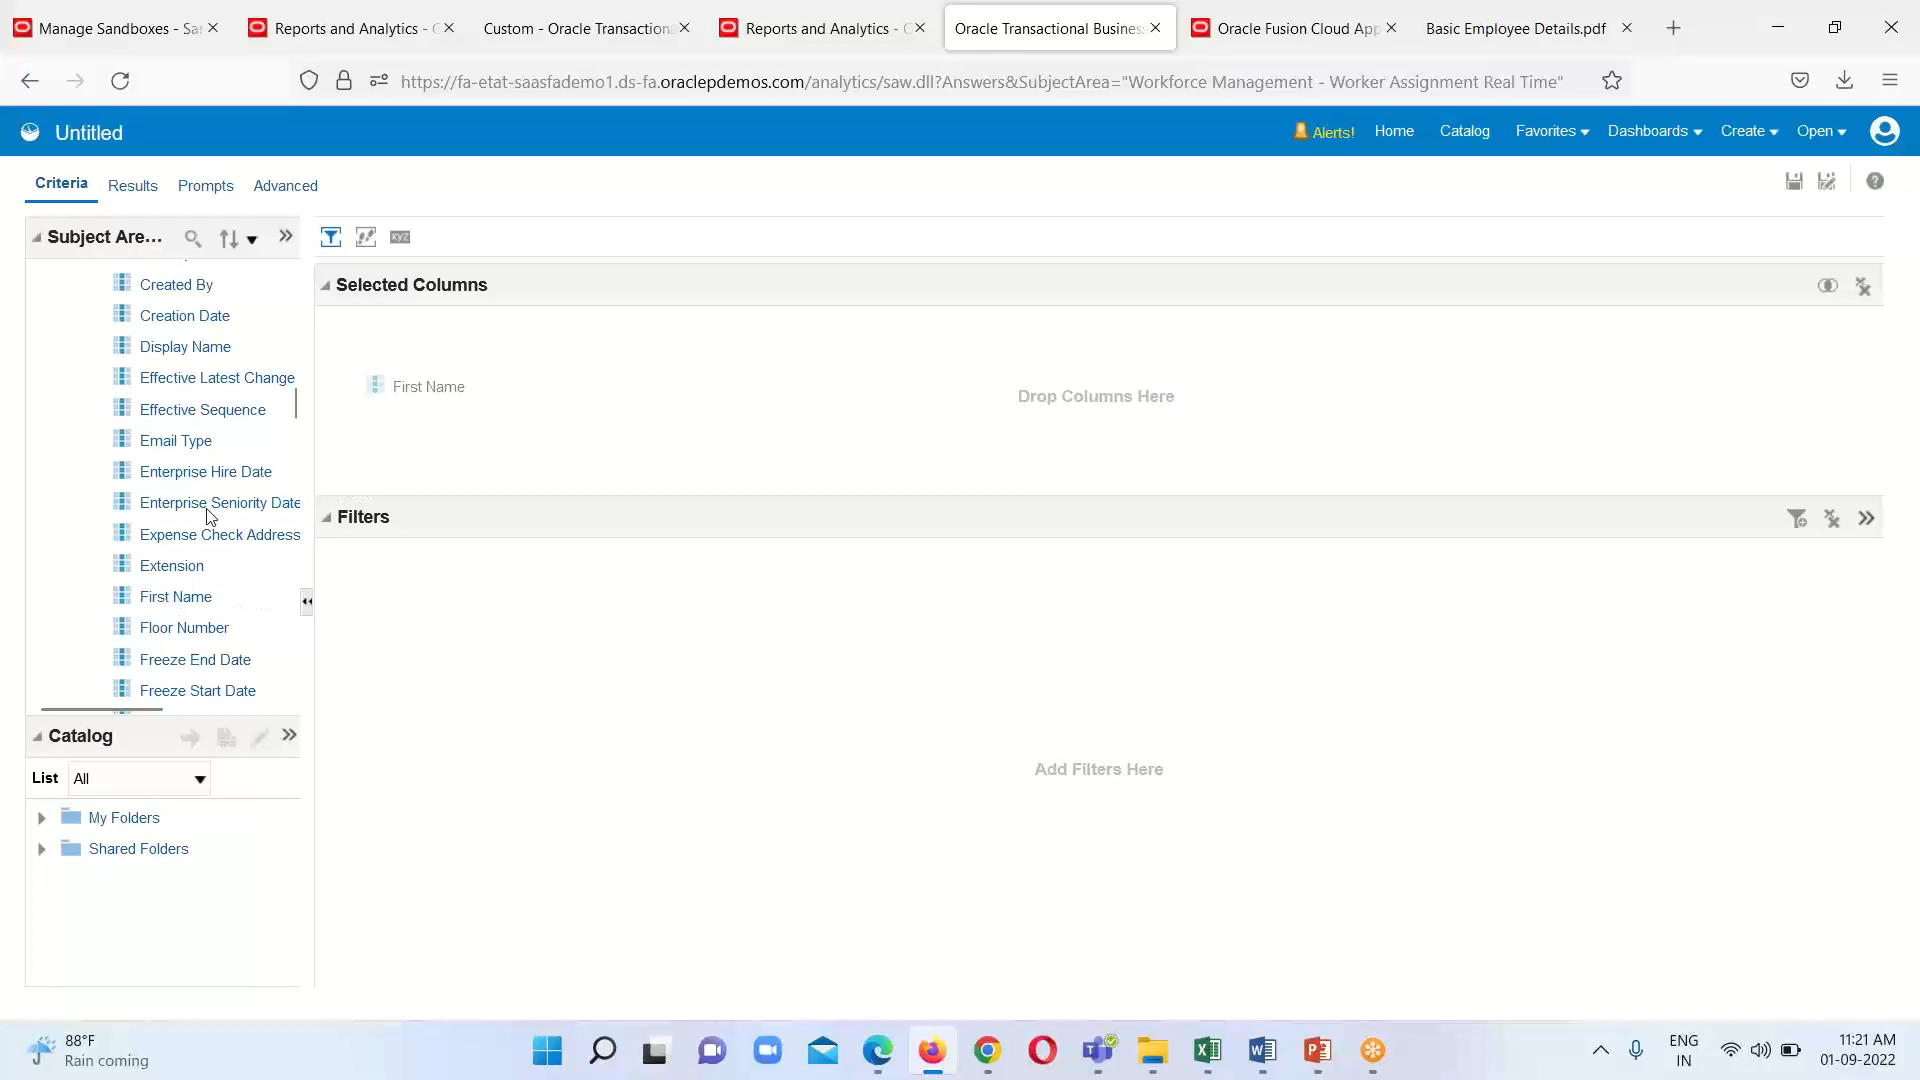 Manage Sandboxes - Sa
Reports and Analytics -
Custom - Oracle Transactiona
Reports and Analytics -
Oracle Transactional Business
Oracle Fusion Cloud App
Basic Employee Details.pdf
https://fa-etat-saasfademo1.ds-fa.oraclepdemos.com/analytics/saw.dll?Answers&SubjectArea="Workforce Management - Worker Assignment Real Time"
Untitled
Alerts!
Home
Catalog
Favorites
Dashboards
Create
Open
Criteria
Results
Prompts
Advanced
Subject Are...
Created By
Creation Date
Display Name
Effective Latest Change
Effective Sequence
Email Type
Enterprise Hire Date
Enterprise Seniority Date
Expense Check Address
Extension
First Name
Floor Number
Freeze End Date
Freeze Start Date
xyz
Selected Columns
First Name
Drop Columns Here
Filters
Add Filters Here
Catalog
List
All
My Folders
Shared Folders
88°F
Rain coming
ENG
IN
11:21 AM
01-09-2022